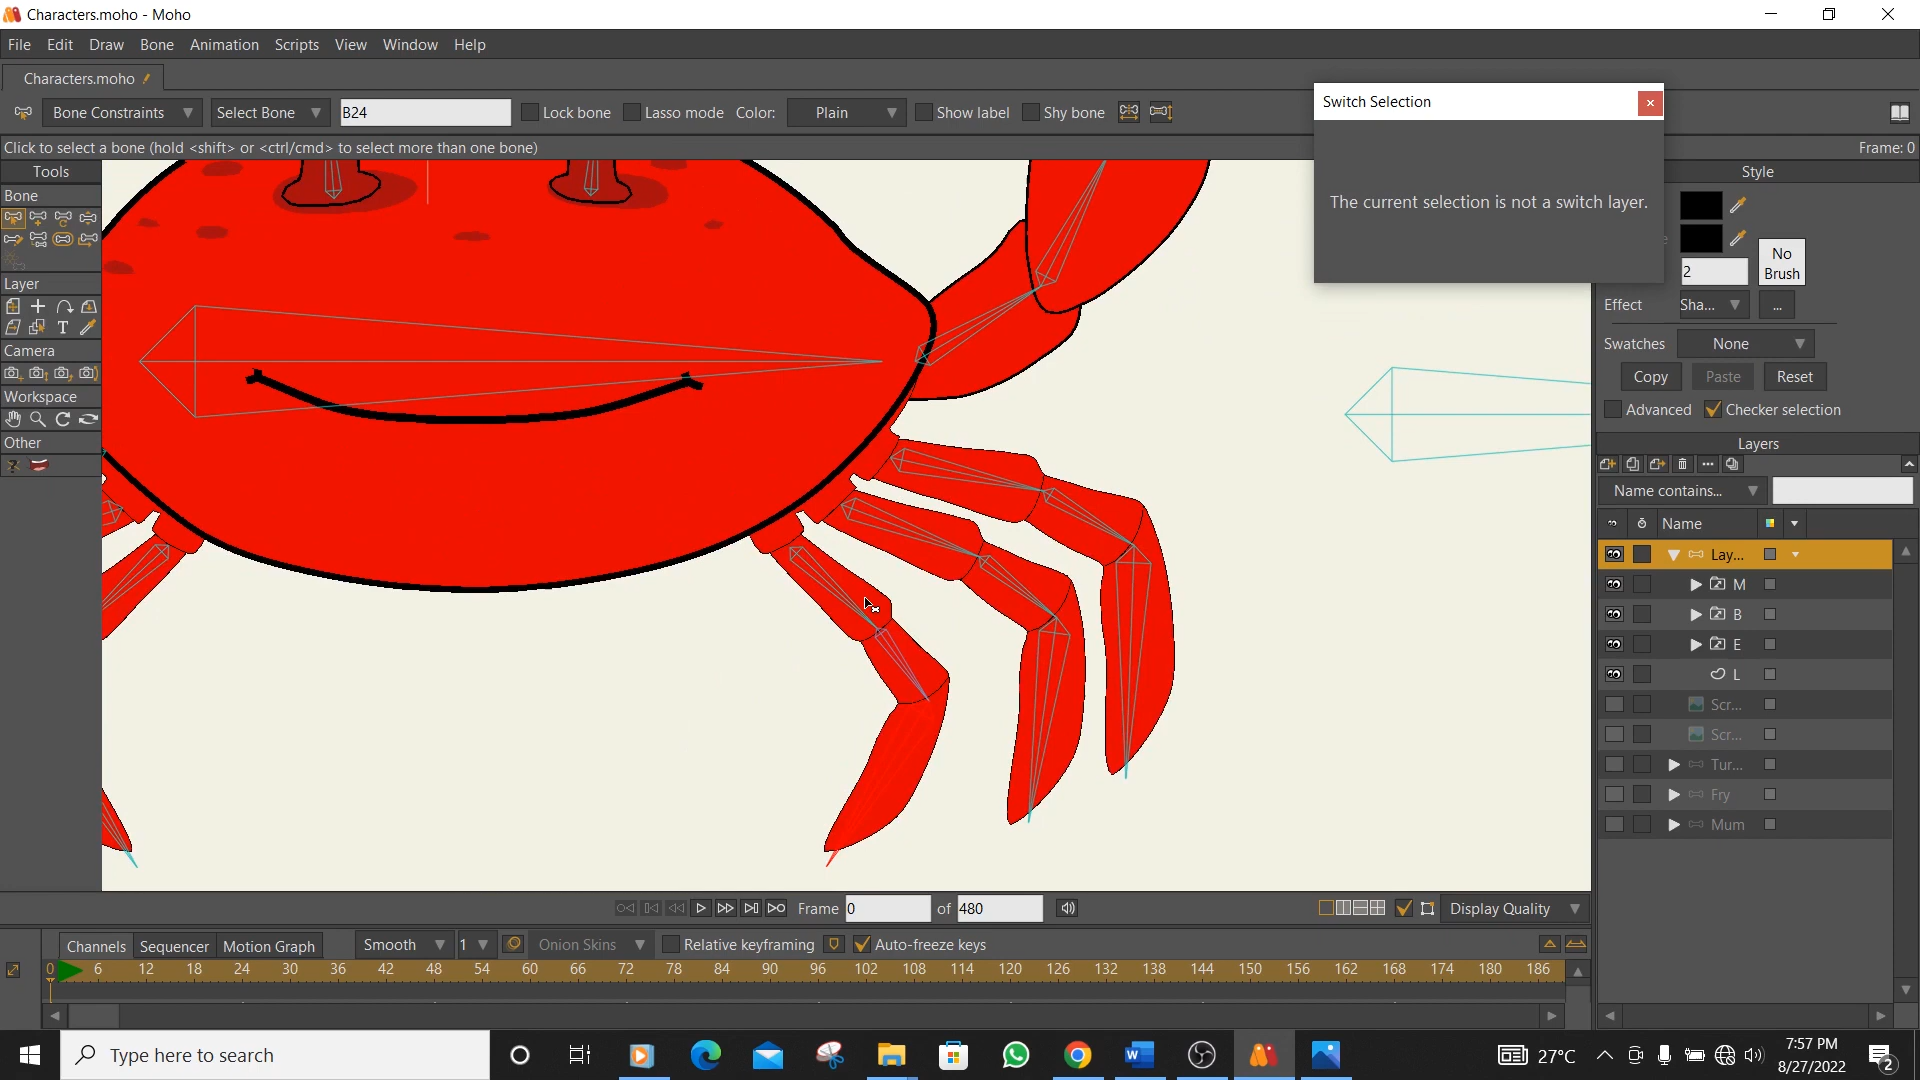 Characters.moho - Moho
File Edit Draw Bone Animation Scripts View Window Help
Characters.moho
Bone Constraints Select Bone B24 Lock bone Lasso mode Color: Plain Show label Shy bone
Switch Selection
The current selection is not a switch layer.
Click to select a bone (hold <shift> or <ctrl/cmd> to select more than one bone) Frame: 0
Tools
Bone
Layer
T
Camera
Workspace
Other
Style
No Brush
2
Effect Sha... ...
Swatches None
Copy Paste Reset
Advanced Checker selection
Layers
Name contains...
Name
Lay...
M
B
E
L
Scr...
Scr...
Tur...
Fry
Mum
Frame 0 of 480 Display Quality
Channels Sequencer Motion Graph Smooth 1 Onion Skins Relative keyframing Auto-freeze keys
0 6 12 18 24 30 36 42 48 54 60 66 72 78 84 90 96 102 108 114 120 126 132 138 144 150 156 162 168 174 180 186
Type here to search
27°C
7:57 PM
8/27/2022
2